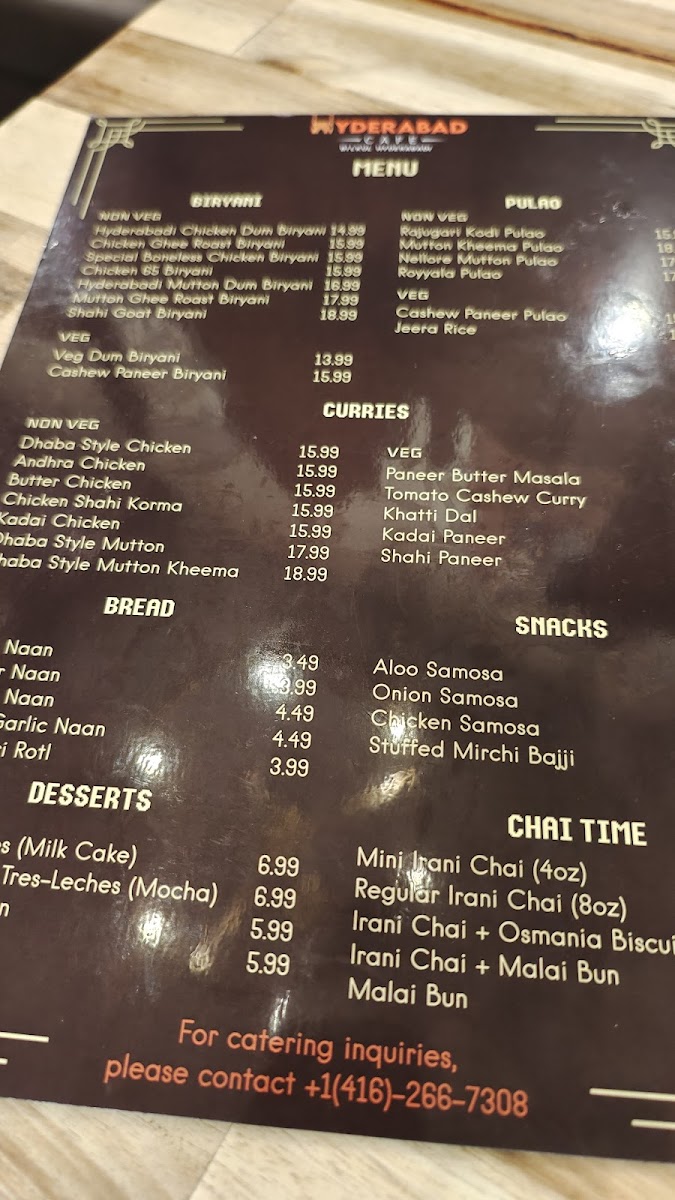 HYDERABAD
CAFE
MENU
BIRYANI
NON VEG
Hyderabadi Chicken Dum Biryani 14.99
Chicken Ghee Roast Biryani 15.99
Special Boneless Chicken Biryani 15.99
Chicken 65 Biryani 15.99
Hyderabadi Mutton Dum Biryani 16.99
Mutton Ghee Roast Biryani 17.99
Shahi Goat Biryani 18.99
VEG
Veg Dum Biryani 13.99
Cashew Paneer Biryani 15.99
PULAO
NON VEG
Rajugari Kodi Pulao
Mutton Kheema Pulao
Nellore Mutton Pulao
Royyala Pulao
VEG
Cashew Paneer Pulao
Jeera Rice
CURRIES
NON VEG
Dhaba Style Chicken 15.99
Andhra Chicken 15.99
Butter Chicken 15.99
Chicken Shahi Korma 15.99
Kadai Chicken 15.99
Dhaba Style Mutton 17.99
Dhaba Style Mutton Kheema 18.99
VEG
Paneer Butter Masala
Tomato Cashew Curry
Khatti Dal
Kadai Paneer
Shahi Paneer
BREAD
Naan 3.49
Naan 3.99
Naan 4.49
Garlic Naan 4.49
Roti 3.99
SNACKS
Aloo Samosa
Onion Samosa
Chicken Samosa
Stuffed Mirchi Bajji
DESSERTS
(Milk Cake) 6.99
Tres-Leches (Mocha) 6.99
5.99
5.99
CHAI TIME
Mini Irani Chai (4oz)
Regular Irani Chai (8oz)
Irani Chai + Osmania Biscui
Irani Chai + Malai Bun
Malai Bun
For catering inquiries,
please contact +1(416)-266-7308